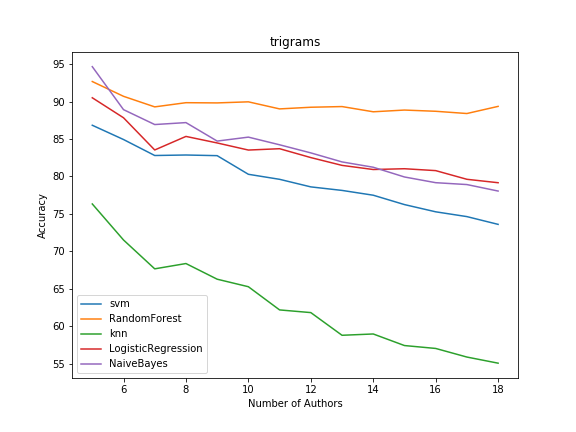 trigrams
95
90
85
80
75
70
65
60
55
Accuracy
svm
RandomForest
knn
LogisticRegression
NaiveBayes
6 8 10 12 14 16 18
Number of Authors